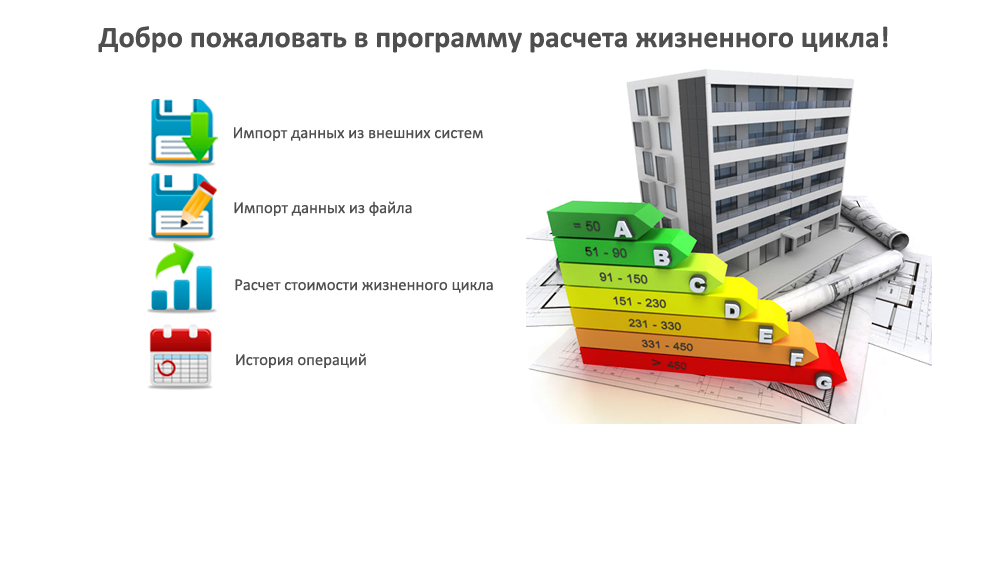 Добро пожаловать в программу расчета жизненного цикла!
Импорт данных из внешних систем
Импорт данных из файла
Расчет стоимости жизненного цикла
История операций
= 50 A
51 - 90 B
91 - 150 C
151 - 230 D
231 - 330 E
331 - 450 F
> 450 G